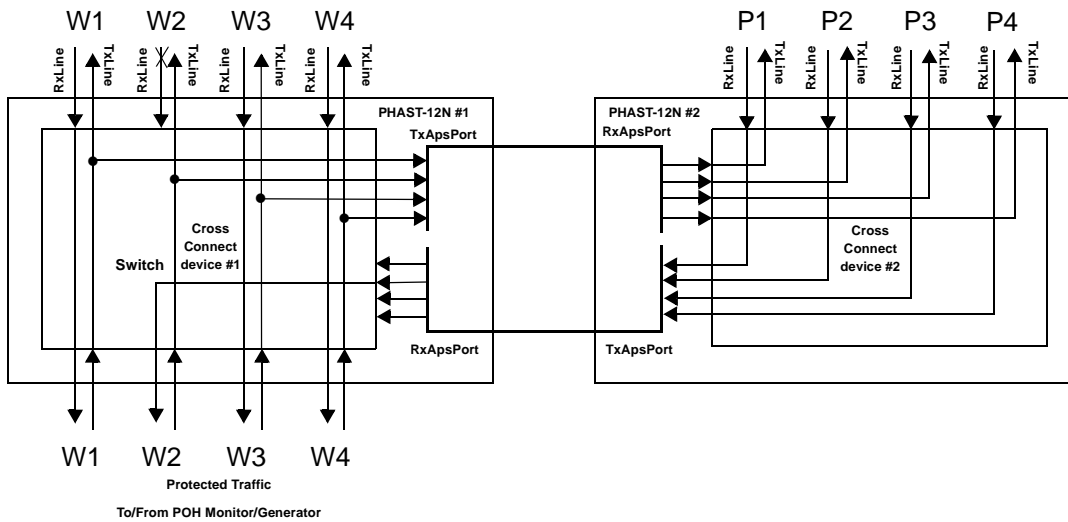 W1 W2 W3 W4 P1 P2 P3 P4
RxLine TxLine RxLine TxLine RxLine TxLine RxLine TxLine RxLine TxLine RxLine TxLine RxLine TxLine RxLine TxLine
PHAST-12N #1
TxApsPort
PHAST-12N #2
RxApsPort
Cross
Connect
device #1
Switch
Cross
Connect
device #2
RxApsPort
TxApsPort
W1 W2 W3 W4
Protected Traffic
To/From POH Monitor/Generator